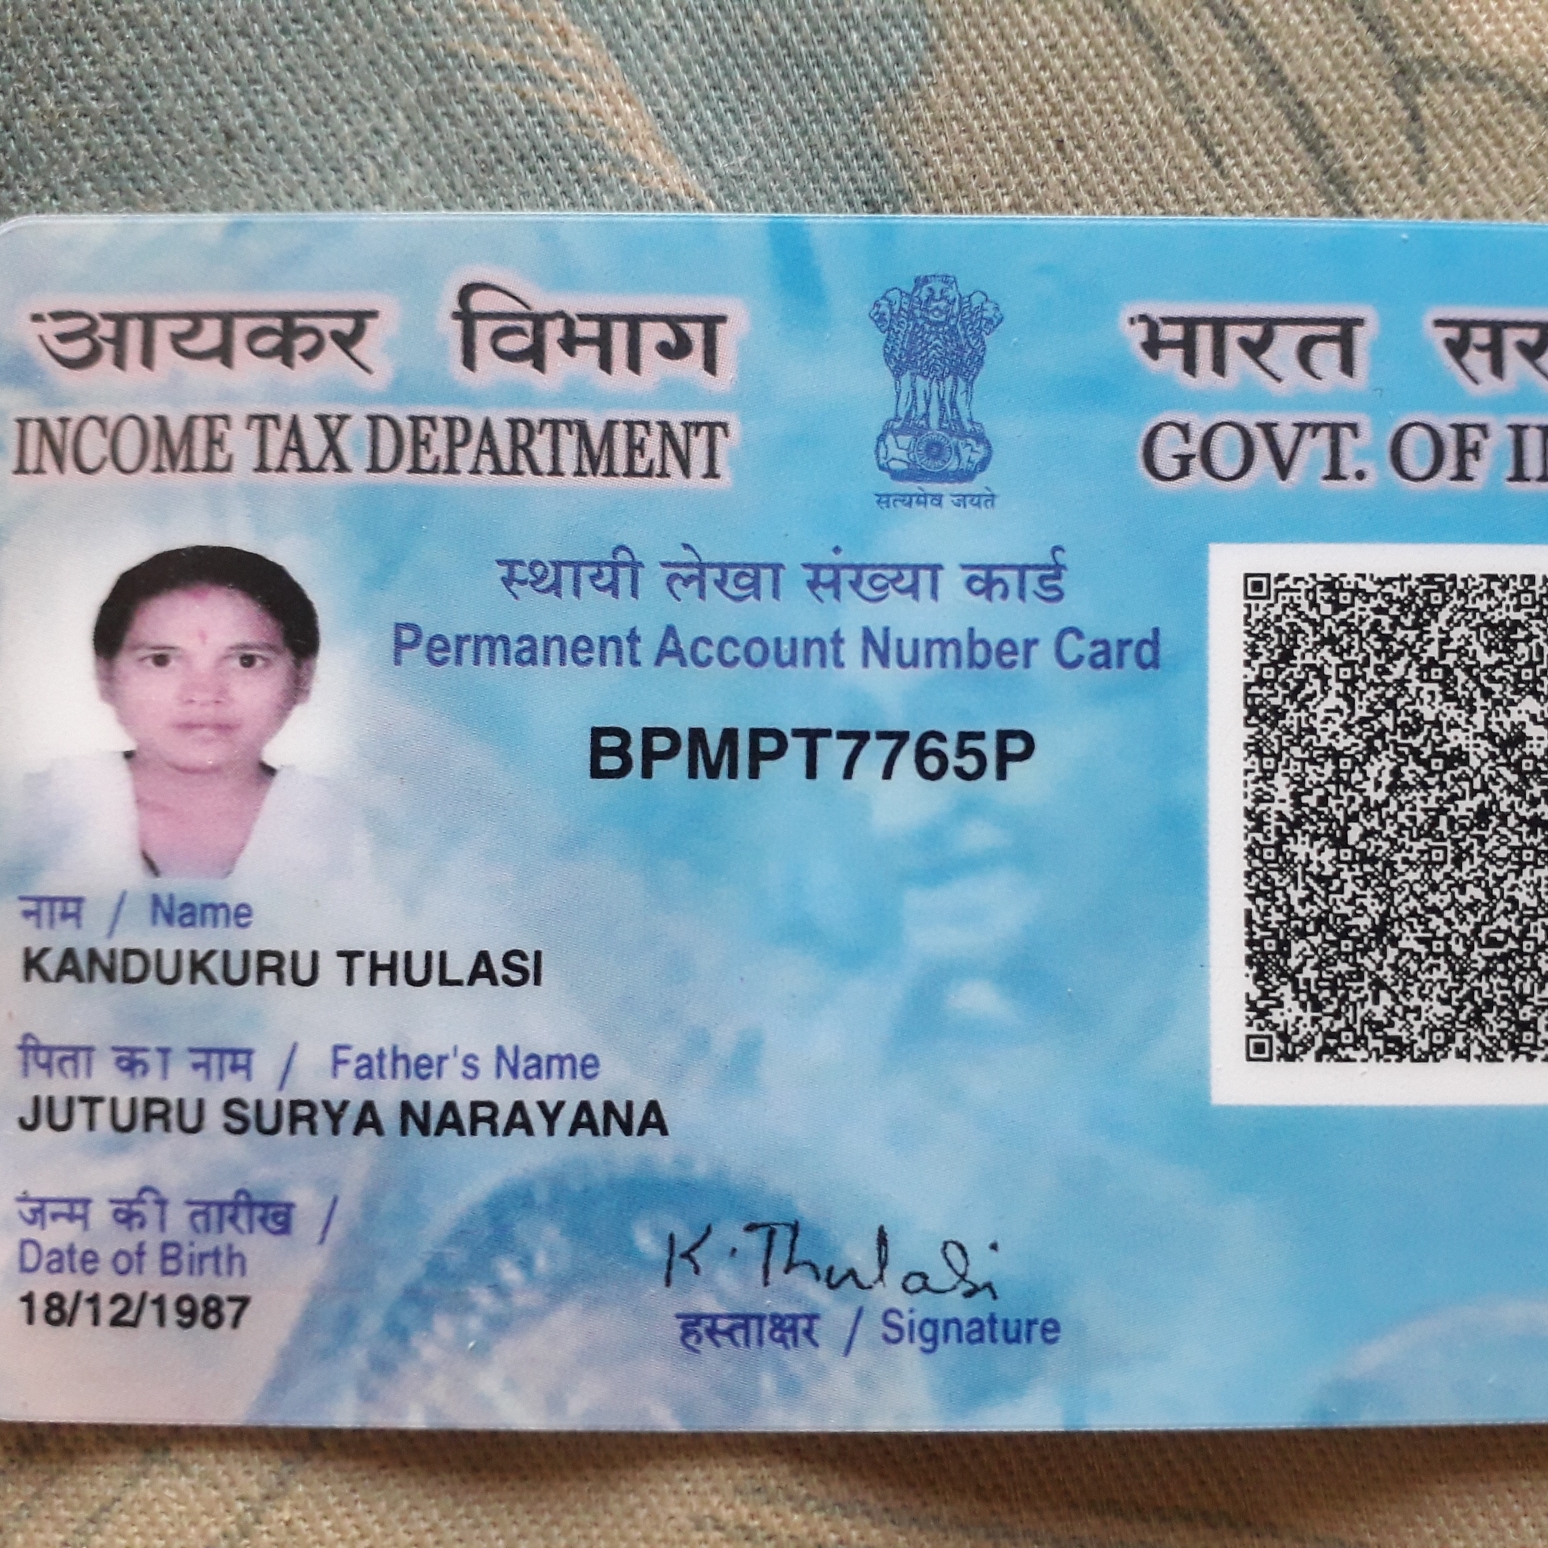 आयकर विभाग
INCOME TAX DEPARTMENT
सत्यमेव जयते
भारत
GOVT. OF
स्थायी लेखा संख्या कार्ड
Permanent Account Number Card
BPMPT7765P
नाम / Name
KANDUKURU THULASI
पिता का नाम / Father's Name
JUTURU SURYA NARAYANA
जन्म की तारीख /
Date of Birth
18/12/1987
K. Thulasi
हस्ताक्षर / Signature